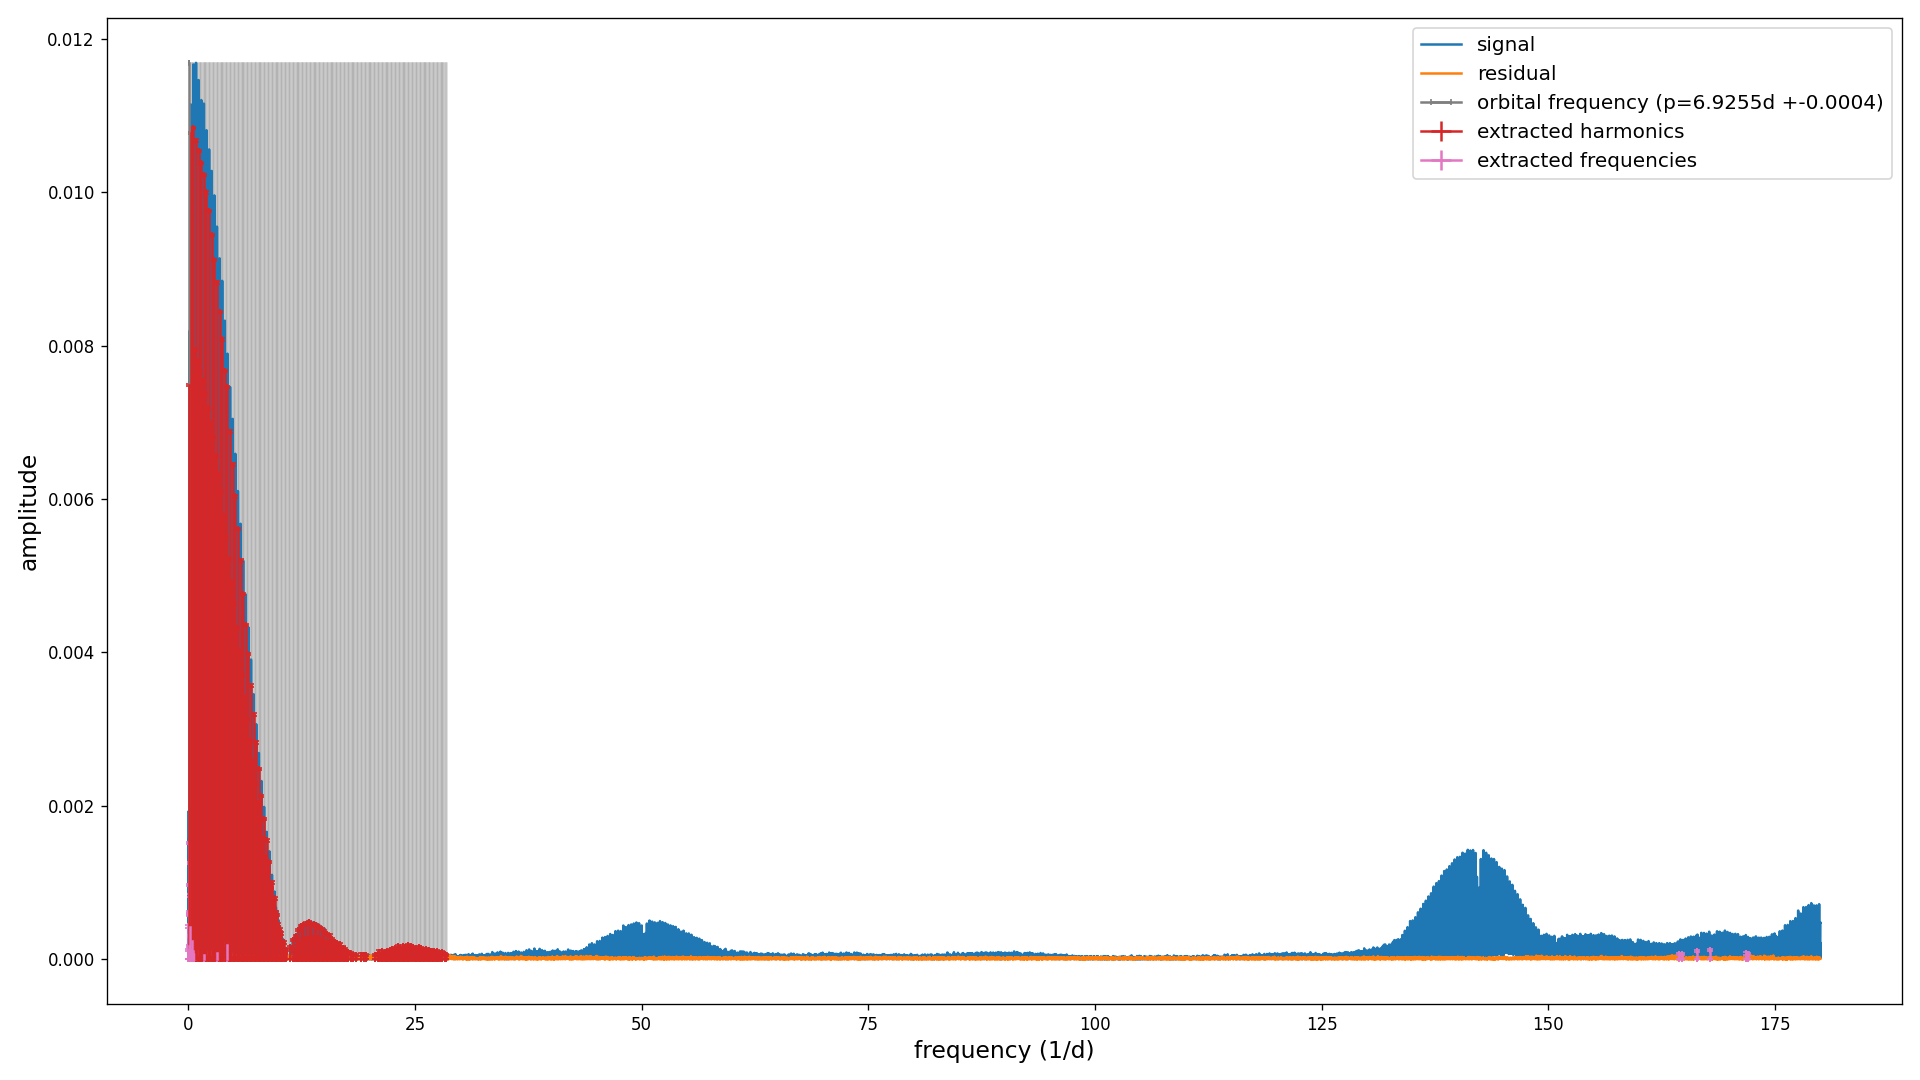 0.012
0.010
0.008
0.006
0.004
0.002
0.000
amplitude
signal
residual
orbital frequency (p=6.9255d +-0.0004)
extracted harmonics
extracted frequencies
0 25 50 75 100 125 150 175
frequency (1/d)